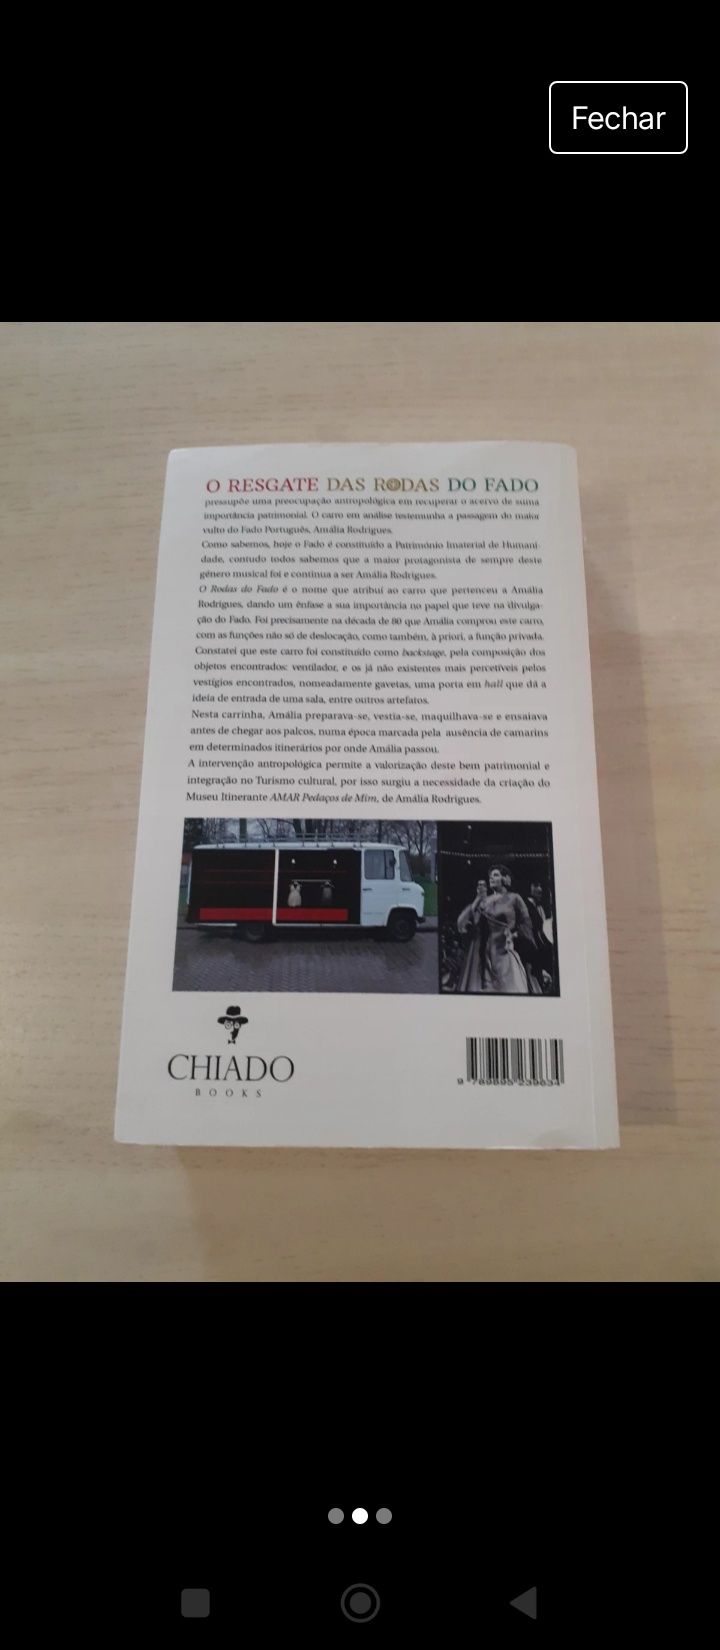 Fechar
O RESGATE DAS RODAS DO FADO
pressupõe uma preocupação antropológica em recuperar o acervo de suma
importância patrimonial. O carro em análise testemunha a passagem do maior
vulto do Fado Português, Amália Rodrigues.
Como sabemos, hoje o Fado é constituído a Património Imaterial de Humani-
dade, contudo todos sabemos que a maior protagonista de sempre deste
género musical foi e continua a ser Amália Rodrigues.
O Rodas do Fado é o nome que atribuí ao carro que pertenceu a Amália
Rodrigues, dando um ênfase a sua importância no papel que teve na divulga-
ção do Fado. Foi precisamente na década de 80 que Amália comprou este carro,
com as funções não só de deslocação, como também, à priori, a função privada.
Constatei que este carro foi constituído como backstage, pela composição dos
objetos encontrados: ventilador, e os já não existentes mais percetíveis pelos
vestígios encontrados, nomeadamente gavetas, uma porta em hall que dá a
ideia de entrada de uma sala, entre outros artefatos.
Nesta carrinha, Amália preparava-se, vestia-se, maquilhava-se e ensaiava
antes de chegar aos palcos, numa época marcada pela ausência de camarins
em determinados itinerários por onde Amália passou.
A intervenção antropológica permite a valorização deste bem patrimonial e
integração no Turismo cultural, por isso surgiu a necessidade da criação do
Museu Itinerante AMAR Pedaços de Mim, de Amália Rodrigues.
CHIADO
BOOKS
9 789895 239634